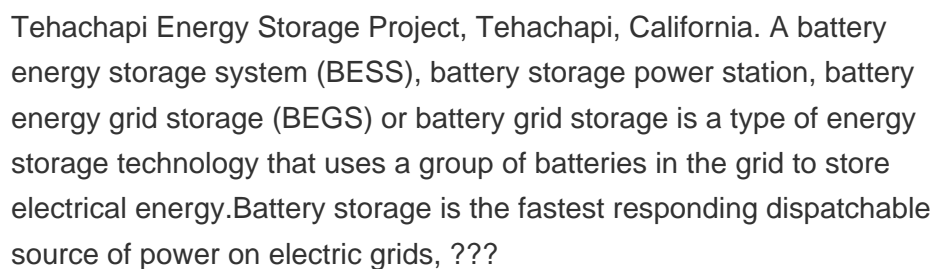 Tehachapi Energy Storage Project, Tehachapi, California. A battery
energy storage system (BESS), battery storage power station, battery
energy grid storage (BEGS) or battery grid storage is a type of energy
storage technology that uses a group of batteries in the grid to store
electrical energy.Battery storage is the fastest responding dispatchable
source of power on electric grids, ???